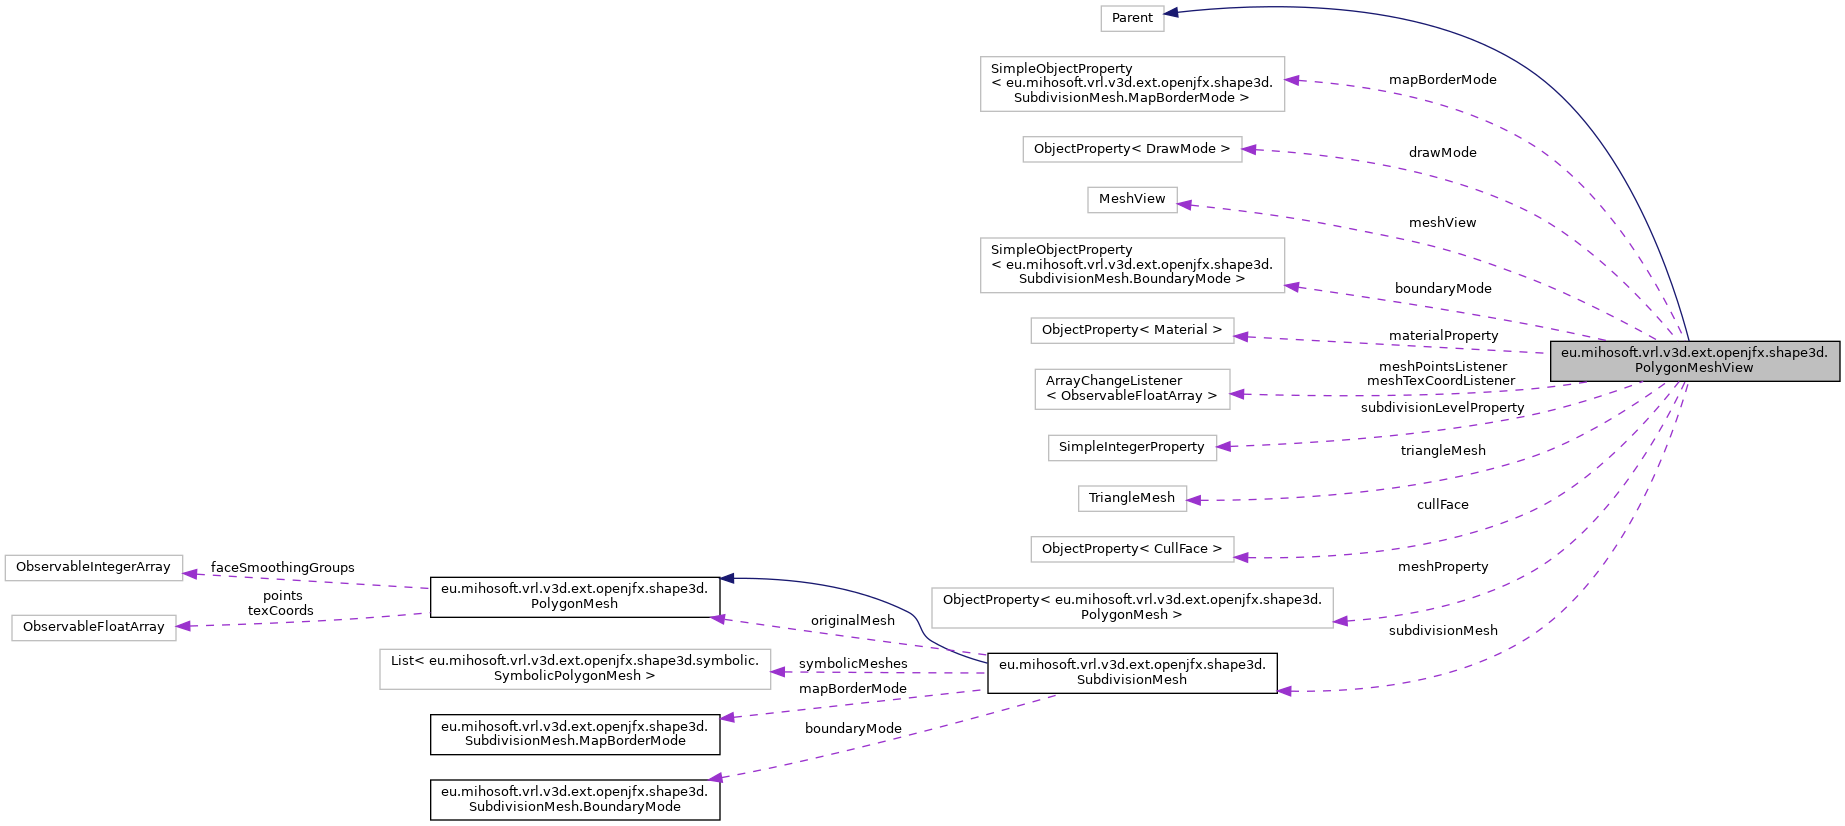 Parent
SimpleObjectProperty
< eu.mihosoft.vrl.v3d.ext.openjfx.shape3d.
SubdivisionMesh.MapBorderMode >
mapBorderMode
ObjectProperty< DrawMode >
drawMode
MeshView
meshView
SimpleObjectProperty
< eu.mihosoft.vrl.v3d.ext.openjfx.shape3d.
SubdivisionMesh.BoundaryMode >
boundaryMode
ObjectProperty< Material >
materialProperty
eu.mihosoft.vrl.v3d.ext.openjfx.shape3d.
PolygonMeshView
ArrayChangeListener
< ObservableFloatArray >
meshPointsListener
meshTexCoordListener
SimpleIntegerProperty
subdivisionLevelProperty
TriangleMesh
triangleMesh
ObjectProperty< CullFace >
cullFace
ObjectProperty< eu.mihosoft.vrl.v3d.ext.openjfx.shape3d.
PolygonMesh >
meshProperty
subdivisionMesh
ObservableIntegerArray
faceSmoothingGroups
ObservableFloatArray
points
texCoords
eu.mihosoft.vrl.v3d.ext.openjfx.shape3d.
PolygonMesh
originalMesh
List< eu.mihosoft.vrl.v3d.ext.openjfx.shape3d.symbolic.
SymbolicPolygonMesh >
symbolicMeshes
eu.mihosoft.vrl.v3d.ext.openjfx.shape3d.
SubdivisionMesh
mapBorderMode
eu.mihosoft.vrl.v3d.ext.openjfx.shape3d.
SubdivisionMesh.MapBorderMode
boundaryMode
eu.mihosoft.vrl.v3d.ext.openjfx.shape3d.
SubdivisionMesh.BoundaryMode